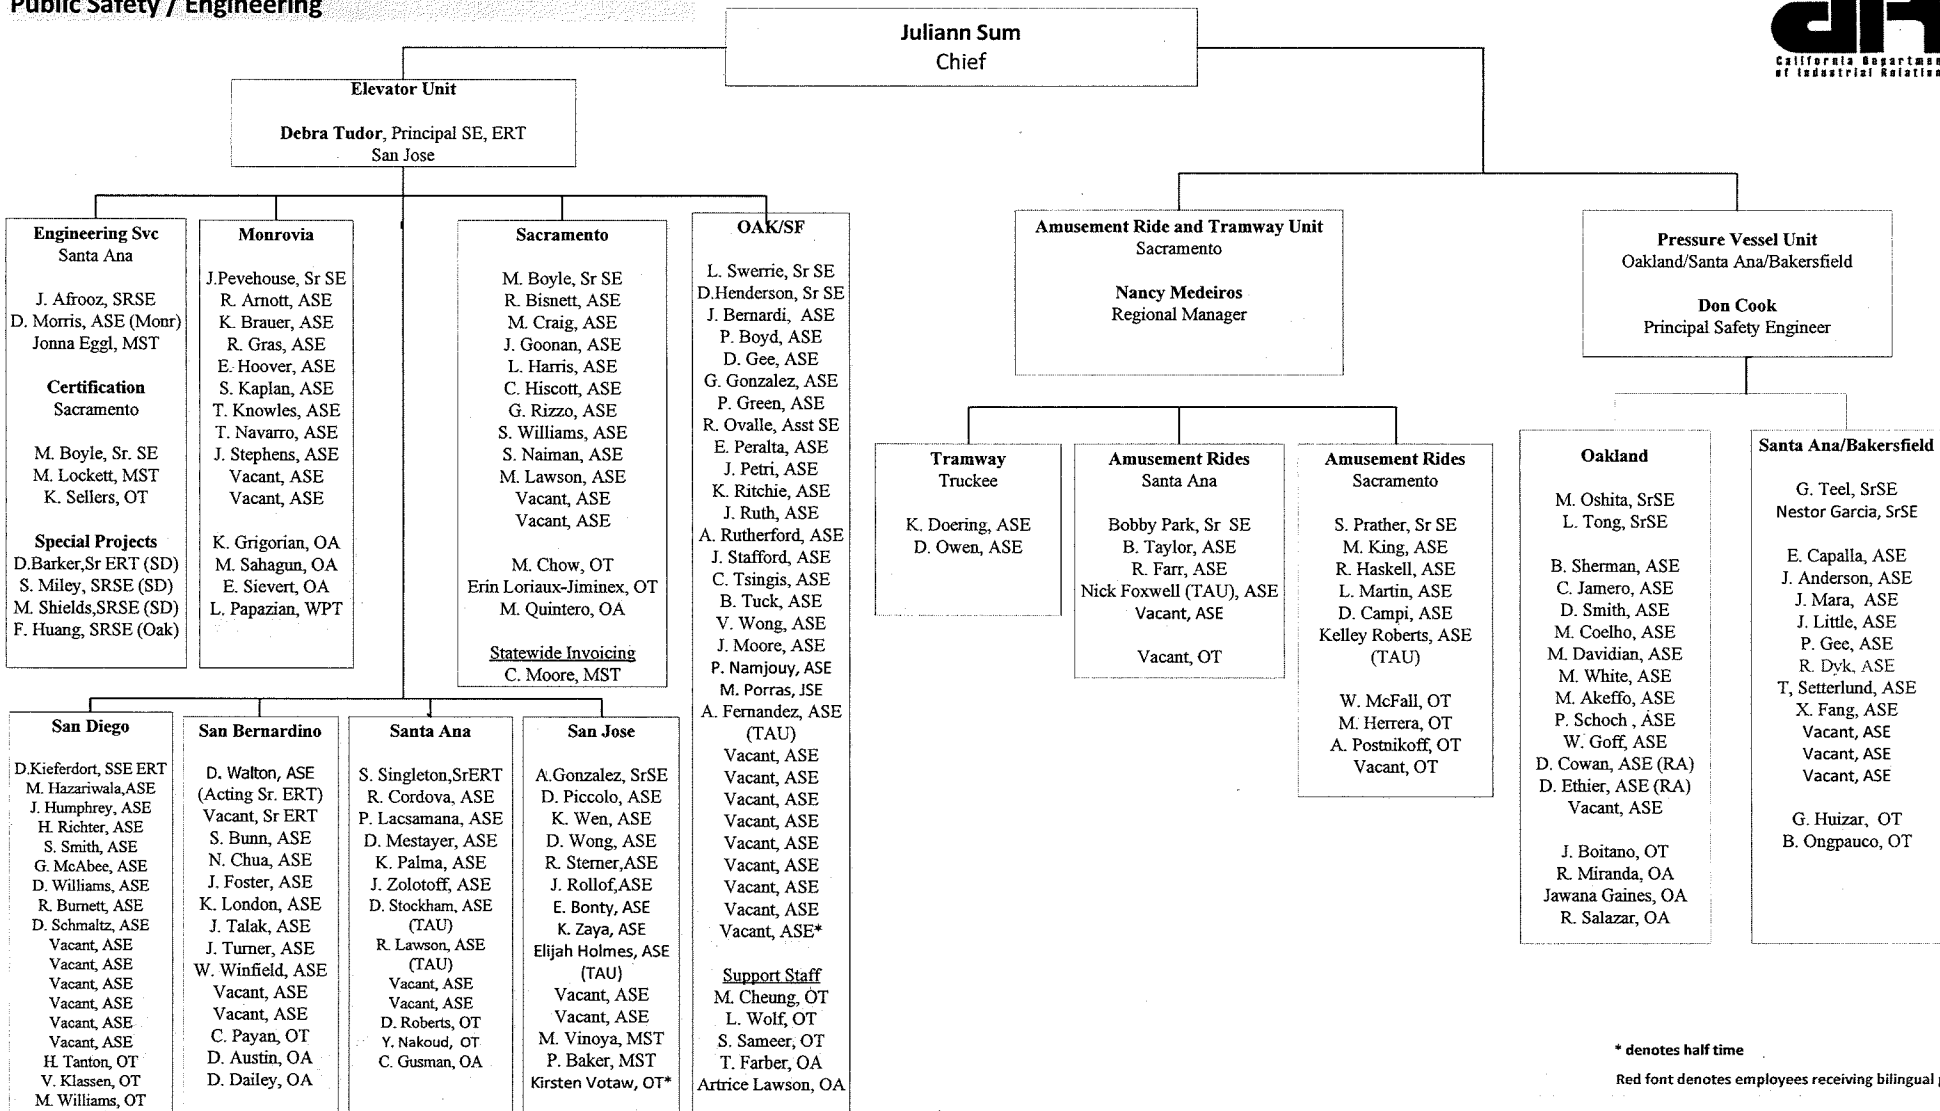 Public Safety / Engineering
Juliann Sum
Chief
dir
California Departmen
of Industrial Relation
Elevator Unit
Debra Tudor, Principal SE, ERT
San Jose
Engineering Svc
Santa Ana
J. Afrooz, SRSE
D. Morris, ASE (Monr)
Jonna Eggl, MST
Certification
Sacramento
M. Boyle, Sr. SE
M. Lockett, MST
K. Sellers, OT
Special Projects
D.Barker,Sr ERT (SD)
S. Miley, SRSE (SD)
M. Shields,SRSE (SD)
F. Huang, SRSE (Oak)
Monrovia
J.Pevehouse, Sr SE
R. Arnott, ASE
K. Brauer, ASE
R. Gras, ASE
E. Hoover, ASE
S. Kaplan, ASE
T. Knowles, ASE
T. Navarro, ASE
J. Stephens, ASE
Vacant, ASE
Vacant, ASE
K. Grigorian, OA
M. Sahagun, OA
E. Sievert, OA
L. Papazian, WPT
Sacramento
M. Boyle, Sr SE
R. Bisnett, ASE
M. Craig, ASE
J. Goonan, ASE
L. Harris, ASE
C. Hiscott, ASE
G. Rizzo, ASE
S. Williams, ASE
S. Naiman, ASE
M. Lawson, ASE
Vacant, ASE
Vacant, ASE
M. Chow, OT
Erin Loriaux-Jiminex, OT
M. Quintero, OA
Statewide Invoicing
C. Moore, MST
OAK/SF
L. Swerrie, Sr SE
D.Henderson, Sr SE
J. Bernardi, ASE
P. Boyd, ASE
D. Gee, ASE
G. Gonzalez, ASE
P. Green, ASE
R. Ovalle, Asst SE
E. Peralta, ASE
J. Petri, ASE
K. Ritchie, ASE
J. Ruth, ASE
A. Rutherford, ASE
J. Stafford, ASE
C. Tsingis, ASE
B. Tuck, ASE
V. Wong, ASE
J. Moore, ASE
P. Namjouy, ASE
M. Porras, JSE
A. Fernandez, ASE
(TAU)
Vacant, ASE
Vacant, ASE
Vacant, ASE
Vacant, ASE
Vacant, ASE
Vacant, ASE
Vacant, ASE
Vacant, ASE
Vacant, ASE*
Support Staff
M. Cheung, OT
L. Wolf, OT
S. Sameer, OT
T. Farber, OA
Artrice Lawson, OA
San Diego
D.Kieferdort, SSE ERT
M. Hazariwala,ASE
J. Humphrey, ASE
H. Richter, ASE
S. Smith, ASE
G. McAbee, ASE
D. Williams, ASE
R. Burnett, ASE
D. Schmaltz, ASE
Vacant, ASE
Vacant, ASE
Vacant, ASE
Vacant, ASE
Vacant, ASE
Vacant, ASE
H. Tanton, OT
V. Klassen, OT
M. Williams, OT
San Bernardino
D. Walton, ASE
(Acting Sr. ERT)
Vacant, Sr ERT
S. Bunn, ASE
N. Chua, ASE
J. Foster, ASE
K. London, ASE
J. Talak, ASE
J. Turner, ASE
W. Winfield, ASE
Vacant, ASE
Vacant, ASE
C. Payan, OT
D. Austin, OA
D. Dailey, OA
Santa Ana
S. Singleton,SrERT
R. Cordova, ASE
P. Lacsamana, ASE
D. Mestayer, ASE
K. Palma, ASE
J. Zolotoff, ASE
D. Stockham, ASE
(TAU)
R. Lawson, ASE
(TAU)
Vacant, ASE
Vacant, ASE
D. Roberts, OT
Y. Nakoud, OT
C. Gusman, OA
San Jose
A.Gonzalez, SrSE
D. Piccolo, ASE
K. Wen, ASE
D. Wong, ASE
R. Sterner,ASE
J. Rollof,ASE
E. Bonty, ASE
K. Zaya, ASE
Elijah Holmes, ASE
(TAU)
Vacant, ASE
Vacant, ASE
M. Vinoya, MST
P. Baker, MST
Kirsten Votaw, OT*
Amusement Ride and Tramway Unit
Sacramento
Nancy Medeiros
Regional Manager
Tramway
Truckee
K. Doering, ASE
D. Owen, ASE
Amusement Rides
Santa Ana
Bobby Park, Sr SE
B. Taylor, ASE
R. Farr, ASE
Nick Foxwell (TAU), ASE
Vacant, ASE
Vacant, OT
Amusement Rides
Sacramento
S. Prather, Sr SE
M. King, ASE
R. Haskell, ASE
L. Martin, ASE
D. Campi, ASE
Kelley Roberts, ASE
(TAU)
W. McFall, OT
M. Herrera, OT
A. Postnikoff, OT
Vacant, OT
Pressure Vessel Unit
Oakland/Santa Ana/Bakersfield
Don Cook
Principal Safety Engineer
Oakland
M. Oshita, SrSE
L. Tong, SrSE
B. Sherman, ASE
C. Jamero, ASE
D. Smith, ASE
M. Coelho, ASE
M. Davidian, ASE
M. White, ASE
M. Akeffo, ASE
P. Schoch , ASE
W. Goff, ASE
D. Cowan, ASE (RA)
D. Ethier, ASE (RA)
Vacant, ASE
J. Boitano, OT
R. Miranda, OA
Jawana Gaines, OA
R. Salazar, OA
Santa Ana/Bakersfield
G. Teel, SrSE
Nestor Garcia, SrSE
E. Capalla, ASE
J. Anderson, ASE
J. Mara, ASE
J. Little, ASE
P. Gee, ASE
R. Dyk, ASE
T, Setterlund, ASE
X. Fang, ASE
Vacant, ASE
Vacant, ASE
Vacant, ASE
G. Huizar, OT
B. Ongpauco, OT
* denotes half time
Red font denotes employees receiving bilingual